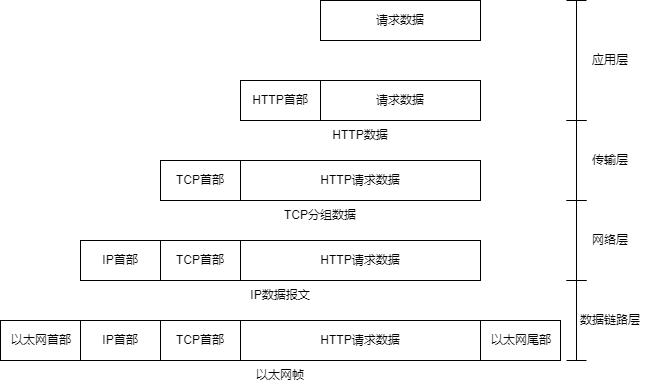 请求数据
应用层
HTTP首部 请求数据
HTTP数据
传输层
TCP首部 HTTP请求数据
TCP分组数据
网络层
IP首部 TCP首部 HTTP请求数据
IP数据报文
数据链路层
以太网首部 IP首部 TCP首部 HTTP请求数据 以太网尾部
以太网帧